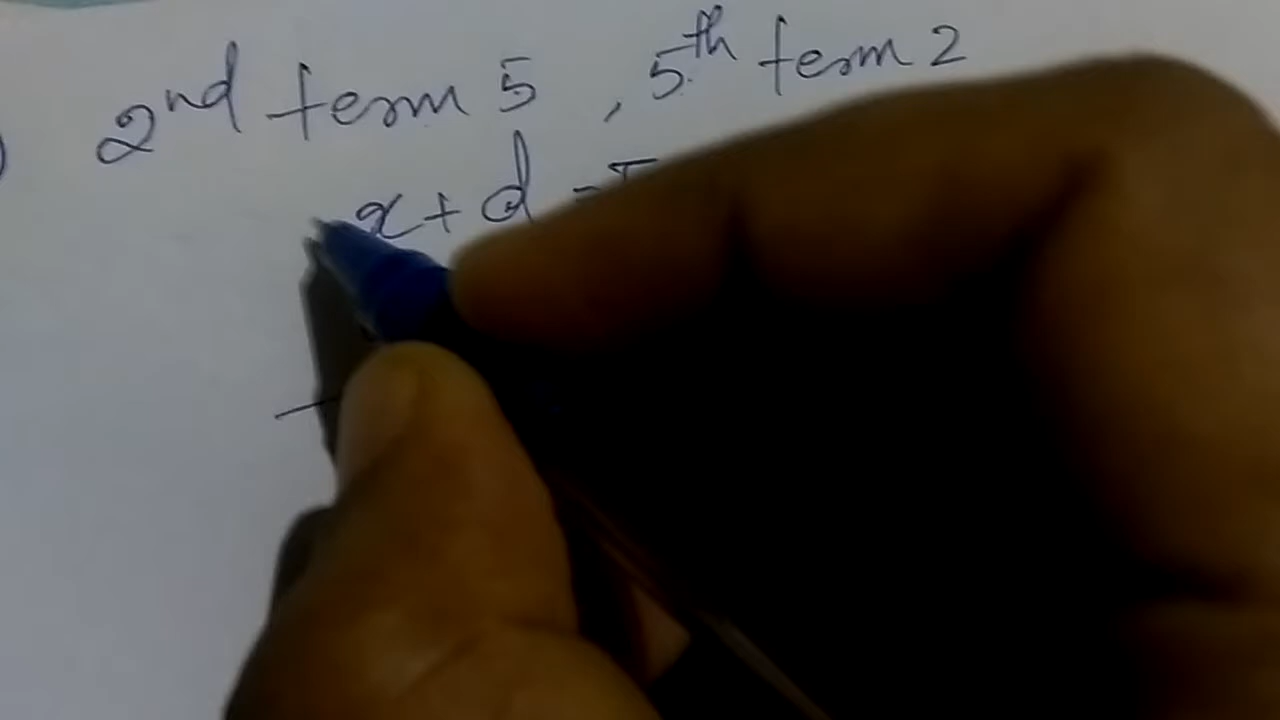 ) 2nd term 5 , 5th term 2
x + d =